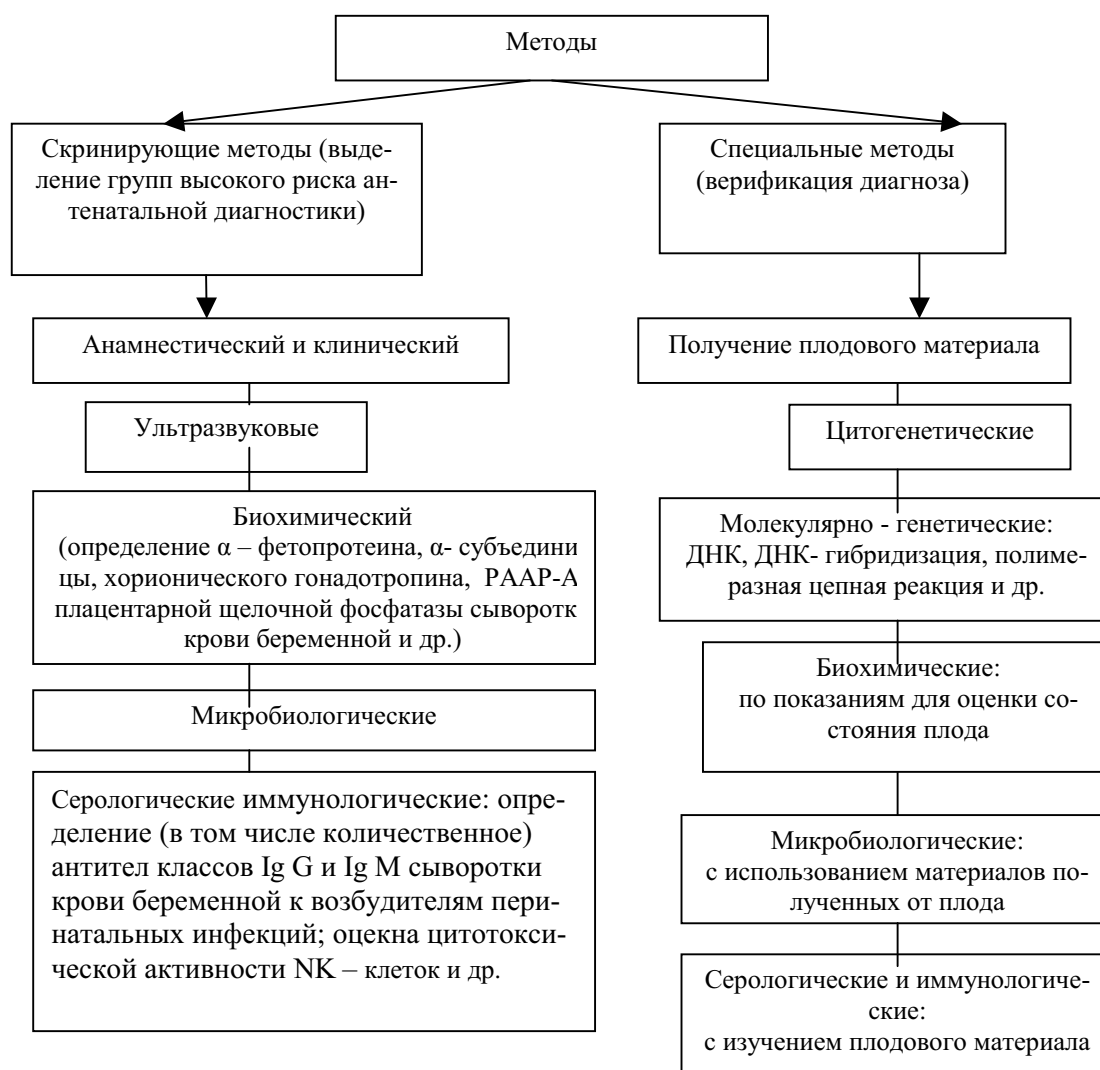 Методы
Скринирующие методы (выде-
ление групп высокого риска ан-
тенатальной диагностики)
Анамнестический и клинический
Ультразвуковые
Биохимический
(определение α – фетопротеина, α- субъедини
цы, хорионического гонадотропина, PAAP-A
плацентарной щелочной фосфатазы сыворотк
крови беременной и др.)
Микробиологические
Серологические иммунологические: опре-
деление (в том числе количественное)
антител классов Ig G и Ig M сыворотки
крови беременной к возбудителям пери-
натальных инфекций; оцекна цитотокси-
ческой активности NK – клеток и др.
Специальные методы
(верификация диагноза)
Получение плодового материала
Цитогенетические
Молекулярно - генетические:
ДНК, ДНК- гибридизация, полиме-
разная цепная реакция и др.
Биохимические:
по показаниям для оценки со-
стояния плода
Микробиологические:
с использованием материалов по-
лученных от плода
Серологические и иммунологиче-
ские:
с изучением плодового материала